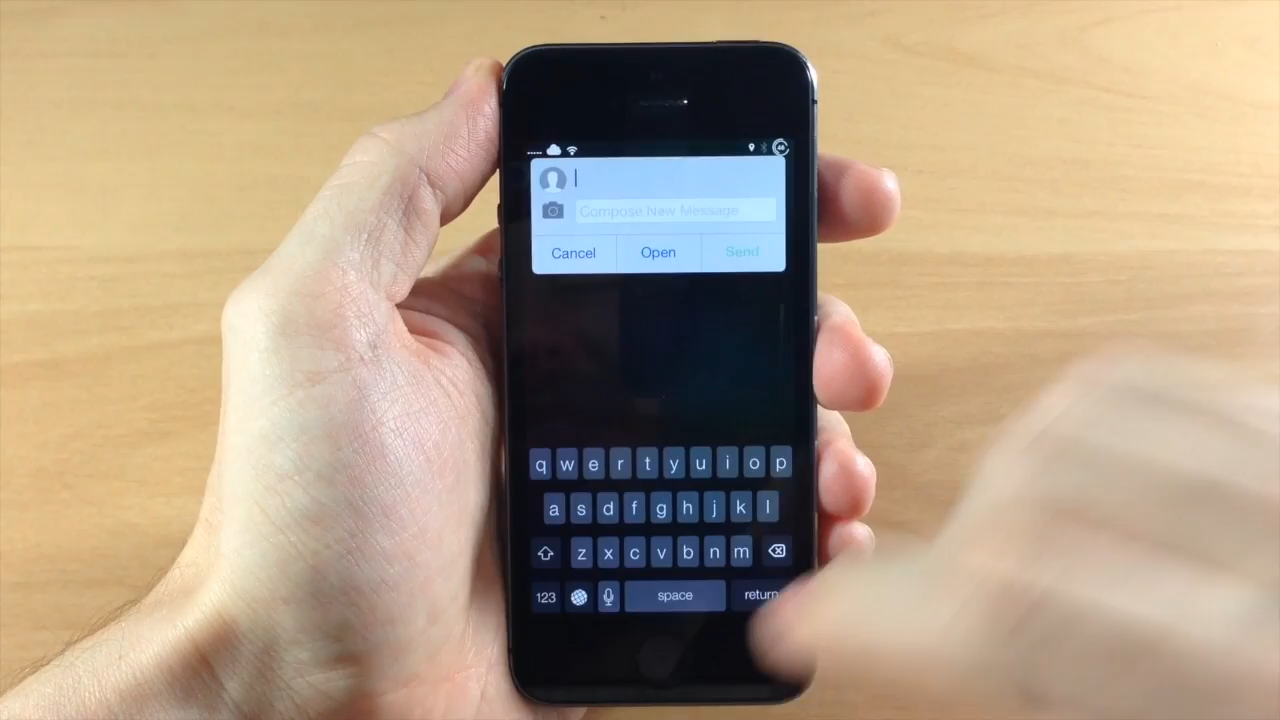 Compose New Message
Cancel Open Send
q w e r t y u i o p
a s d f g h j k l
z x c v b n m
123 space return